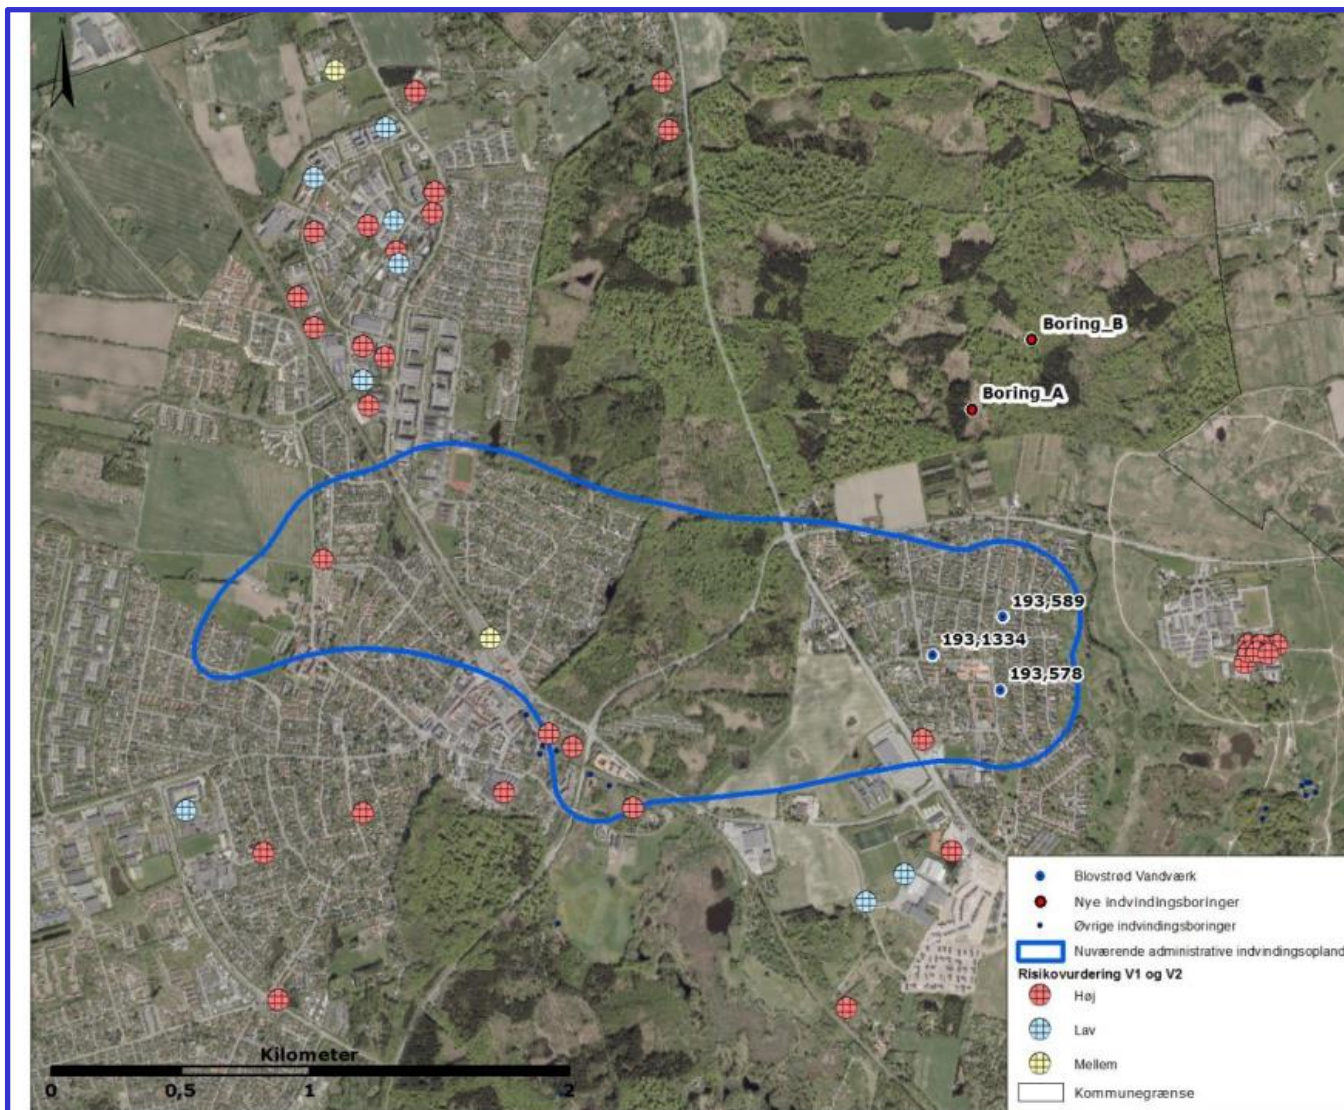 N
Boring_B
Boring_A
193,589
193,1334
193,578
Kilometer
0 0,5 1 2
Blovstrød Vandværk
Nye indvindingsboringer
Øvrige indvindingsboringer
Nuværende administrative indvindingsopland
Risikovurdering V1 og V2
Høj
Lav
Mellem
Kommunegrænse